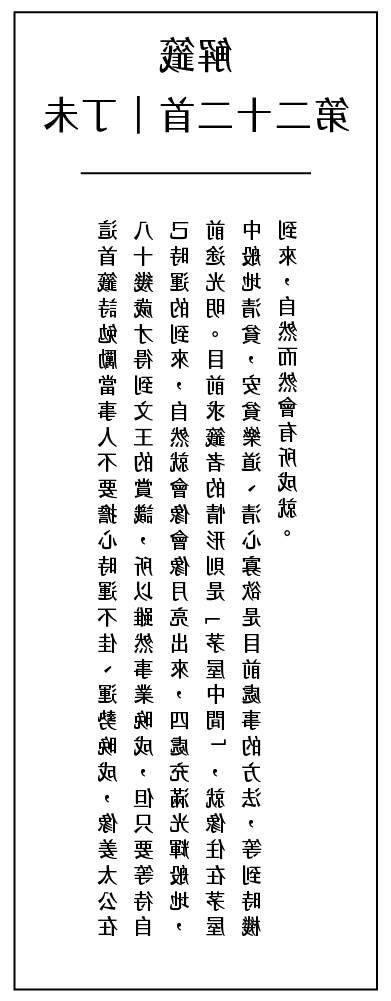 解籤
第二十二首｜丁未
這首籤詩勉勵當事人不要擔心時運不佳、運勢晚成，像姜太公在
八十幾歲才得到文王的賞識，所以雖然事業晚成，但只要等待自
己時運的到來，自然就會像會像月亮出來，四處充滿光輝般地，
前途光明。目前求籤者的情形則是「茅屋中間」，就像住在茅屋
中般地清貧，安貧樂道、清心寡欲是目前處事的方法，等到時機
到來，自然而然會有所成就。